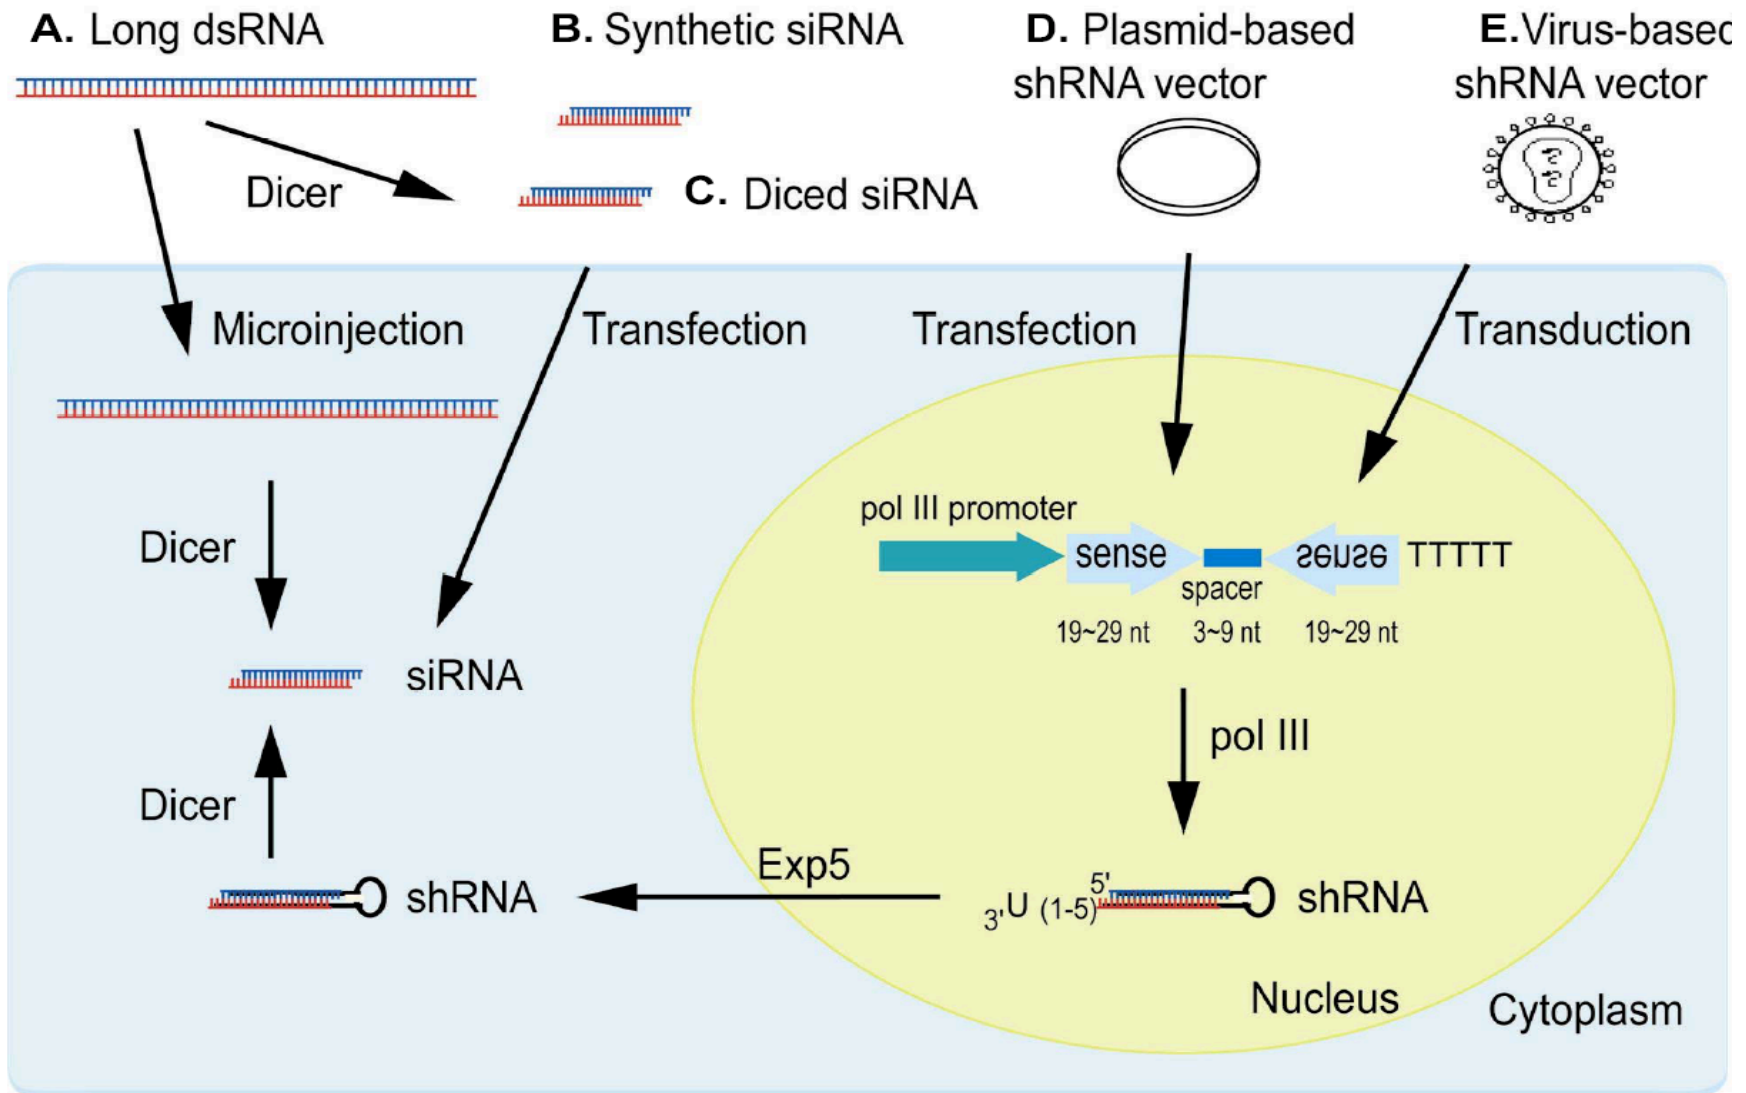 A. Long dsRNA
B. Synthetic siRNA
D. Plasmid-based
shRNA vector
E.Virus-based
shRNA vector
Dicer
C. Diced siRNA
Microinjection
Transfection
Transfection
Transduction
pol III promoter
sense
spacer
sense
TTTTT
19~29 nt
3~9 nt
19~29 nt
Dicer
siRNA
pol III
Dicer
Exp5
shRNA
3'U (1-5)
5'
shRNA
Nucleus
Cytoplasm